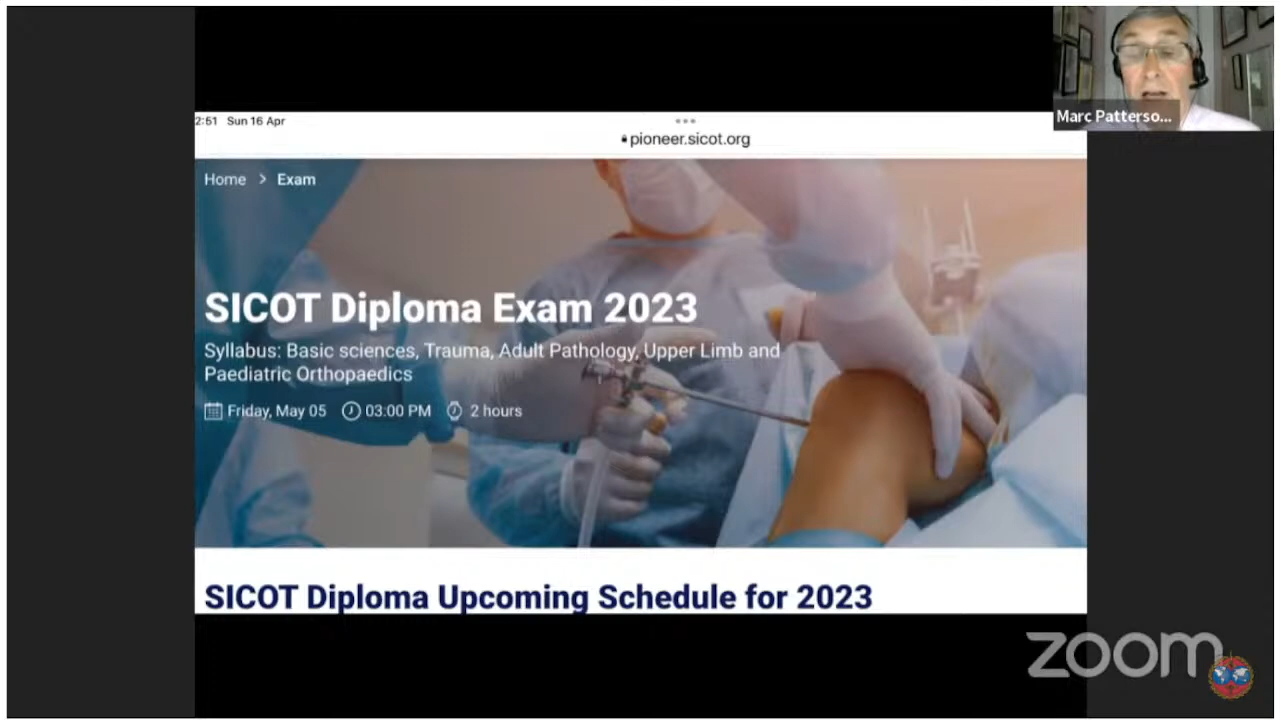 Marc Patterso...
2:51 Sun 16 Apr
pioneer.sicot.org
Home > Exam
SICOT Diploma Exam 2023
Syllabus: Basic sciences, Trauma, Adult Pathology, Upper Limb and
Paediatric Orthopaedics
Friday, May 05 03:00 PM 2 hours
SICOT Diploma Upcoming Schedule for 2023
zoom